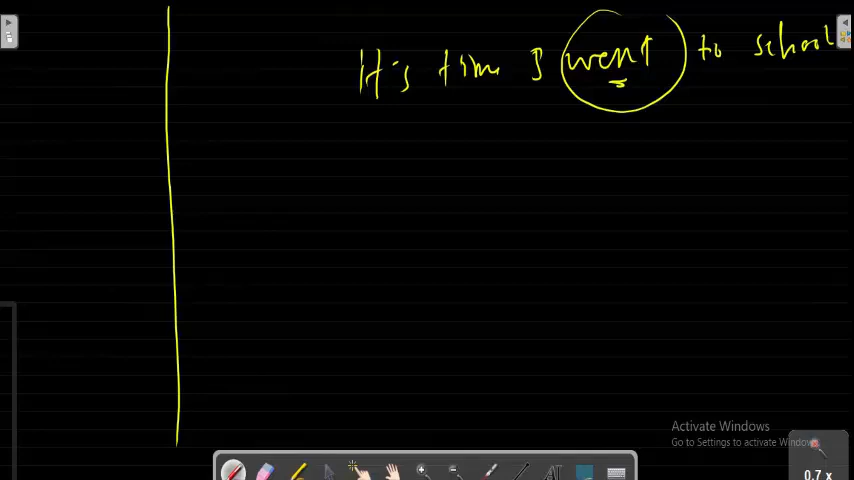 It's time I went to school
Activate Windows
Go to Settings to activate Windows.
0.7 x